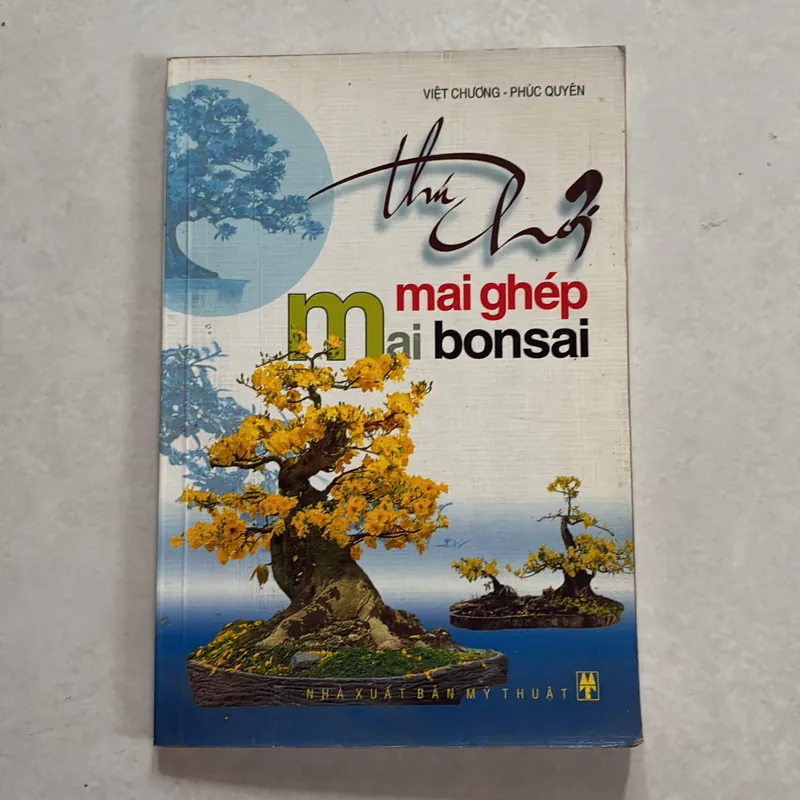 VIỆT CHƯƠNG - PHÚC QUYÊN
thú chơi
mai ghép
mai bonsai
NHÀ XUẤT BẢN MỸ THUẬT